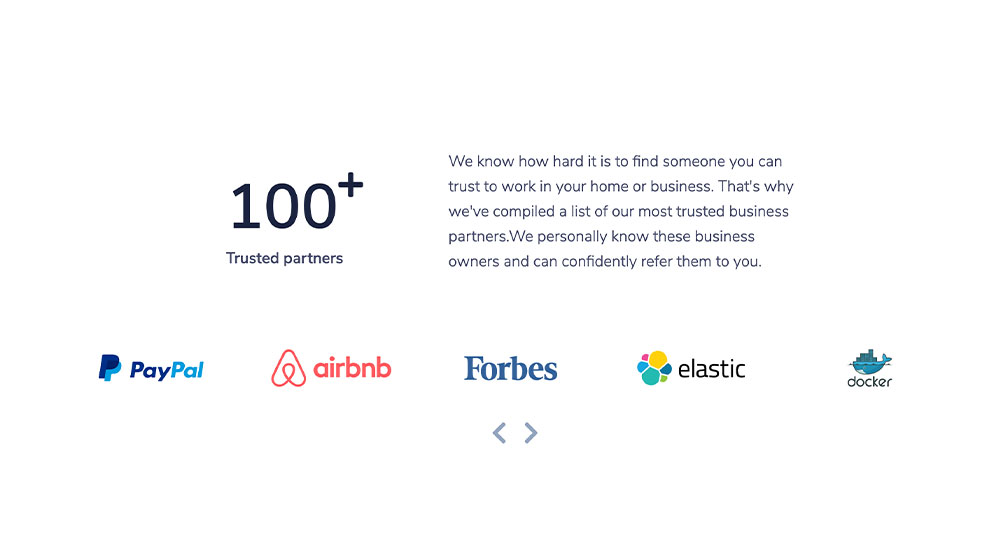 100+
Trusted partners
We know how hard it is to find someone you can
trust to work in your home or business. That's why
we've compiled a list of our most trusted business
partners.We personally know these business
owners and can confidently refer them to you.
PayPal
airbnb
Forbes
elastic
docker